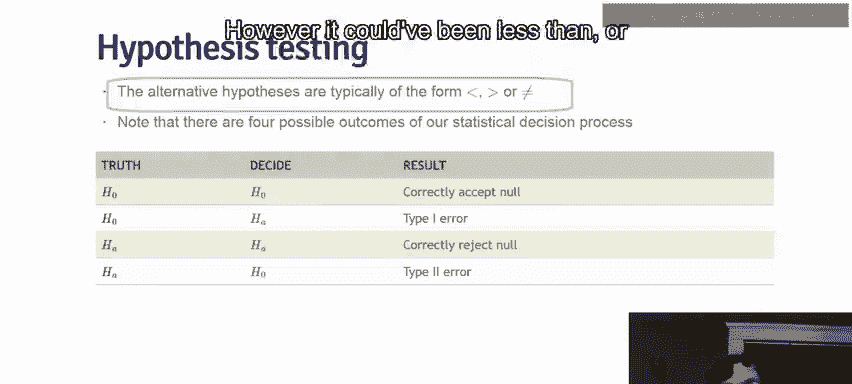 However it could've been less than, or
Hypothesis testing
· The alternative hypotheses are typically of the form <, > or ≠
· Note that there are four possible outcomes of our statistical decision process
TRUTH DECIDE RESULT
H₀ H₀ Correctly accept null
H₀ Hₐ Type I error
Hₐ Hₐ Correctly reject null
Hₐ H₀ Type II error